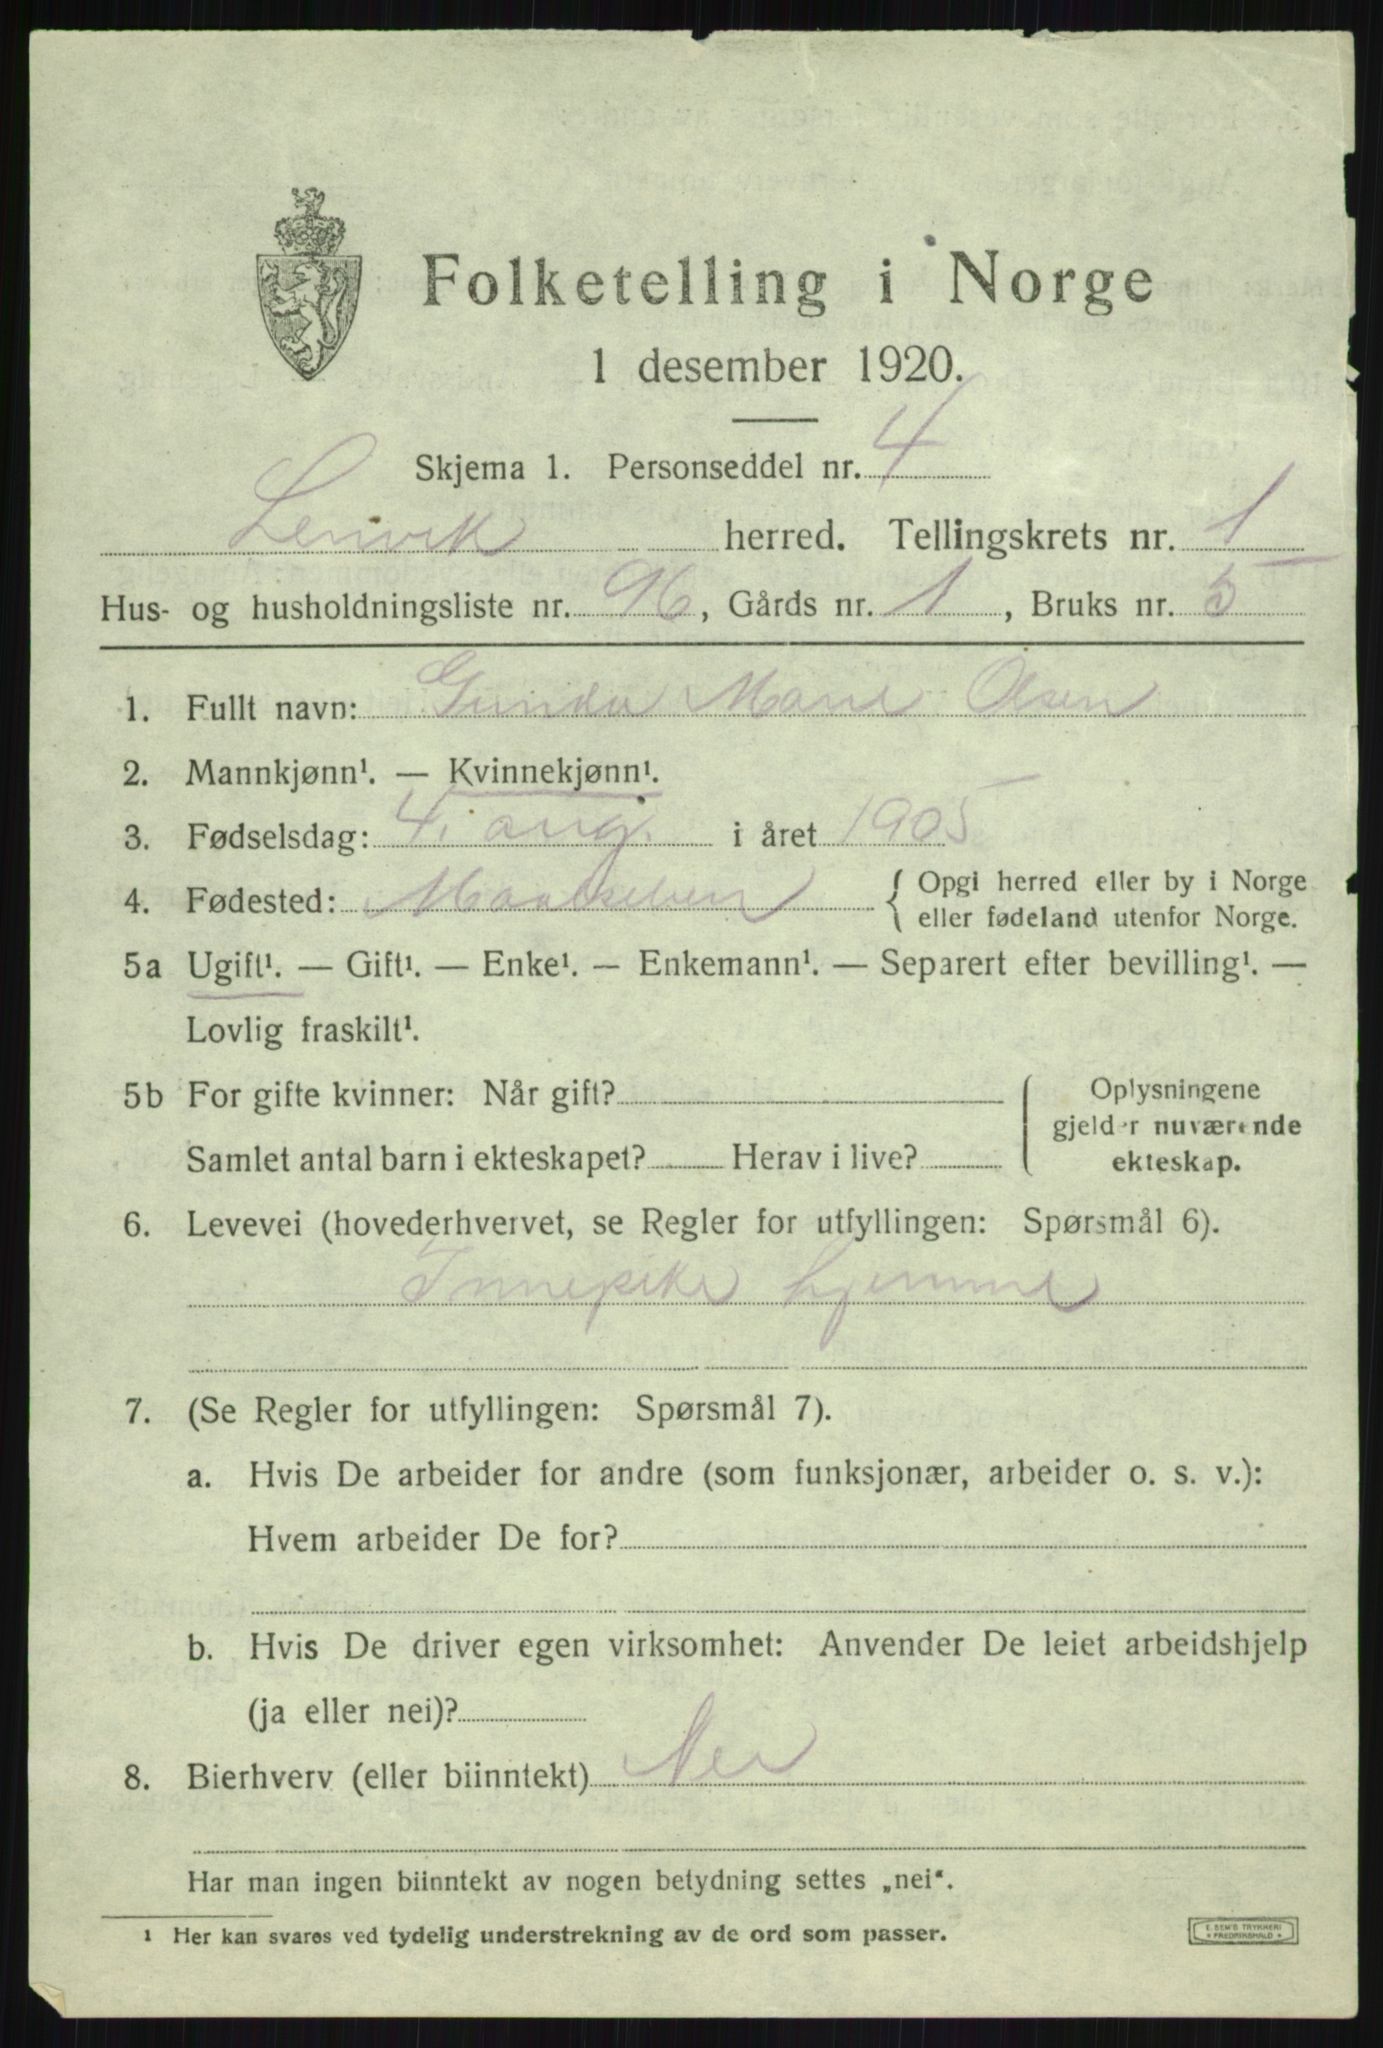 Folketelling i Norge
1 desember 1920.
Skjema 1. Personseddel nr. 4
Lenvik herred. Tellingskrets nr. 1
Hus- og husholdningsliste nr. 96, Gårds nr. 1, Bruks nr. 5
1. Fullt navn: Gunda Marie Olsen
2. Mannkjønn¹. — Kvinnekjønn¹.
3. Fødselsdag: 4. aug. i året 1905
4. Fødested: Maalselven { Opgi herred eller by i Norge
eller fødeland utenfor Norge.
5a Ugift¹. — Gift¹. — Enke¹. — Enkemann¹. — Separert efter bevilling¹. —
Lovlig fraskilt¹.
5b For gifte kvinner: Når gift?
Samlet antal barn i ekteskapet? Herav i live?
Oplysningene
gjelder nuværende
ekteskap.
6. Levevei (hovederhvervet, se Regler for utfyllingen: Spørsmål 6).
Innepike hjemme
7. (Se Regler for utfyllingen: Spørsmål 7).
a. Hvis De arbeider for andre (som funksjonær, arbeider o. s. v.):
Hvem arbeider De for?
b. Hvis De driver egen virksomhet: Anvender De leiet arbeidshjelp
(ja eller nei)?
8. Bierhverv (eller biinntekt) Nei
Har man ingen biinntekt av nogen betydning settes „nei“.
1 Her kan svares ved tydelig understrekning av de ord som passer.
E. SEM'S TRYKKERI
* FREDRIKSHALD *